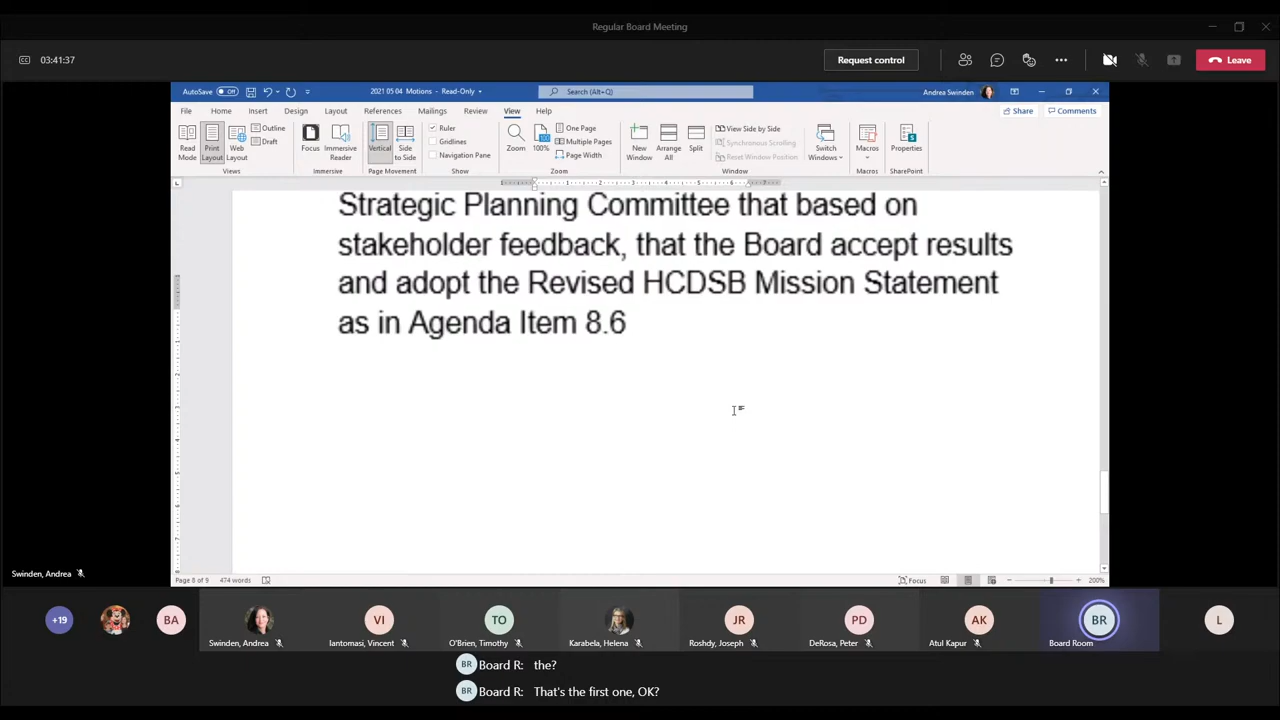 Regular Board Meeting
03:41:37
Request control
Leave
AutoSave Off
2021 05 04 Motions - Read-Only
Search (Alt+Q)
Andrea Swinden
File Home Insert Design Layout References Mailings Review View Help
Share
Comments
Read Mode
Print Layout
Web Layout
Outline
Draft
Views
Focus
Immersive Reader
Immersive
Vertical
Side to Side
Page Movement
Ruler
Gridlines
Navigation Pane
Show
Zoom
100%
One Page
Multiple Pages
Page Width
Zoom
New Window
Arrange All
Split
View Side by Side
Synchronous Scrolling
Reset Window Position
Window
Switch Windows
Macros
Macros
Properties
SharePoint
Strategic Planning Committee that based on
stakeholder feedback, that the Board accept results
and adopt the Revised HCDSB Mission Statement
as in Agenda Item 8.6
Page 8 of 9 474 words
Focus
200%
Swinden, Andrea
+19
BA
VI
TO
JR
PD
AK
BR
L
Swinden, Andrea
Iantomasi, Vincent
O'Brien, Timothy
Karabela, Helena
Roshdy, Joseph
DeRosa, Peter
Atul Kapur
Board Room
BR Board R: the?
BR Board R: That's the first one, OK?